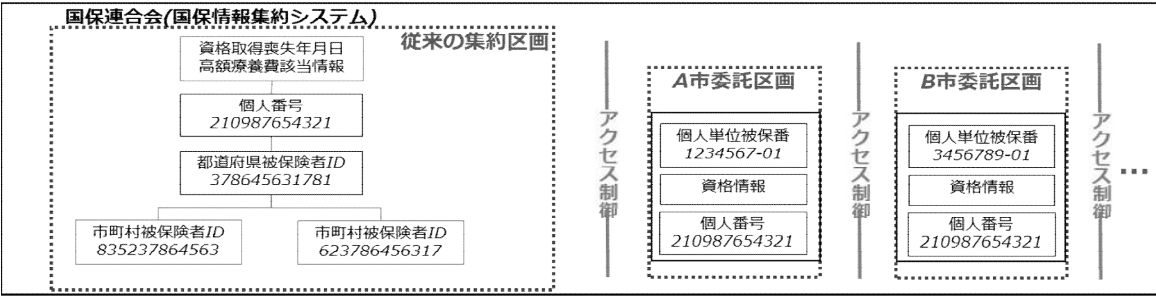 国保連合会(国保情報集約システム)
従来の集約区画
資格取得喪失年月日
高額療養費該当情報
個人番号
210987654321
都道府県被保険者ID
378645631781
市町村被保険者ID
835237864563
市町村被保険者ID
623786456317
アクセス制御
A市委託区画
個人単位被保番
1234567-01
資格情報
個人番号
210987654321
アクセス制御
B市委託区画
個人単位被保番
3456789-01
資格情報
個人番号
210987654321
アクセス制御
…